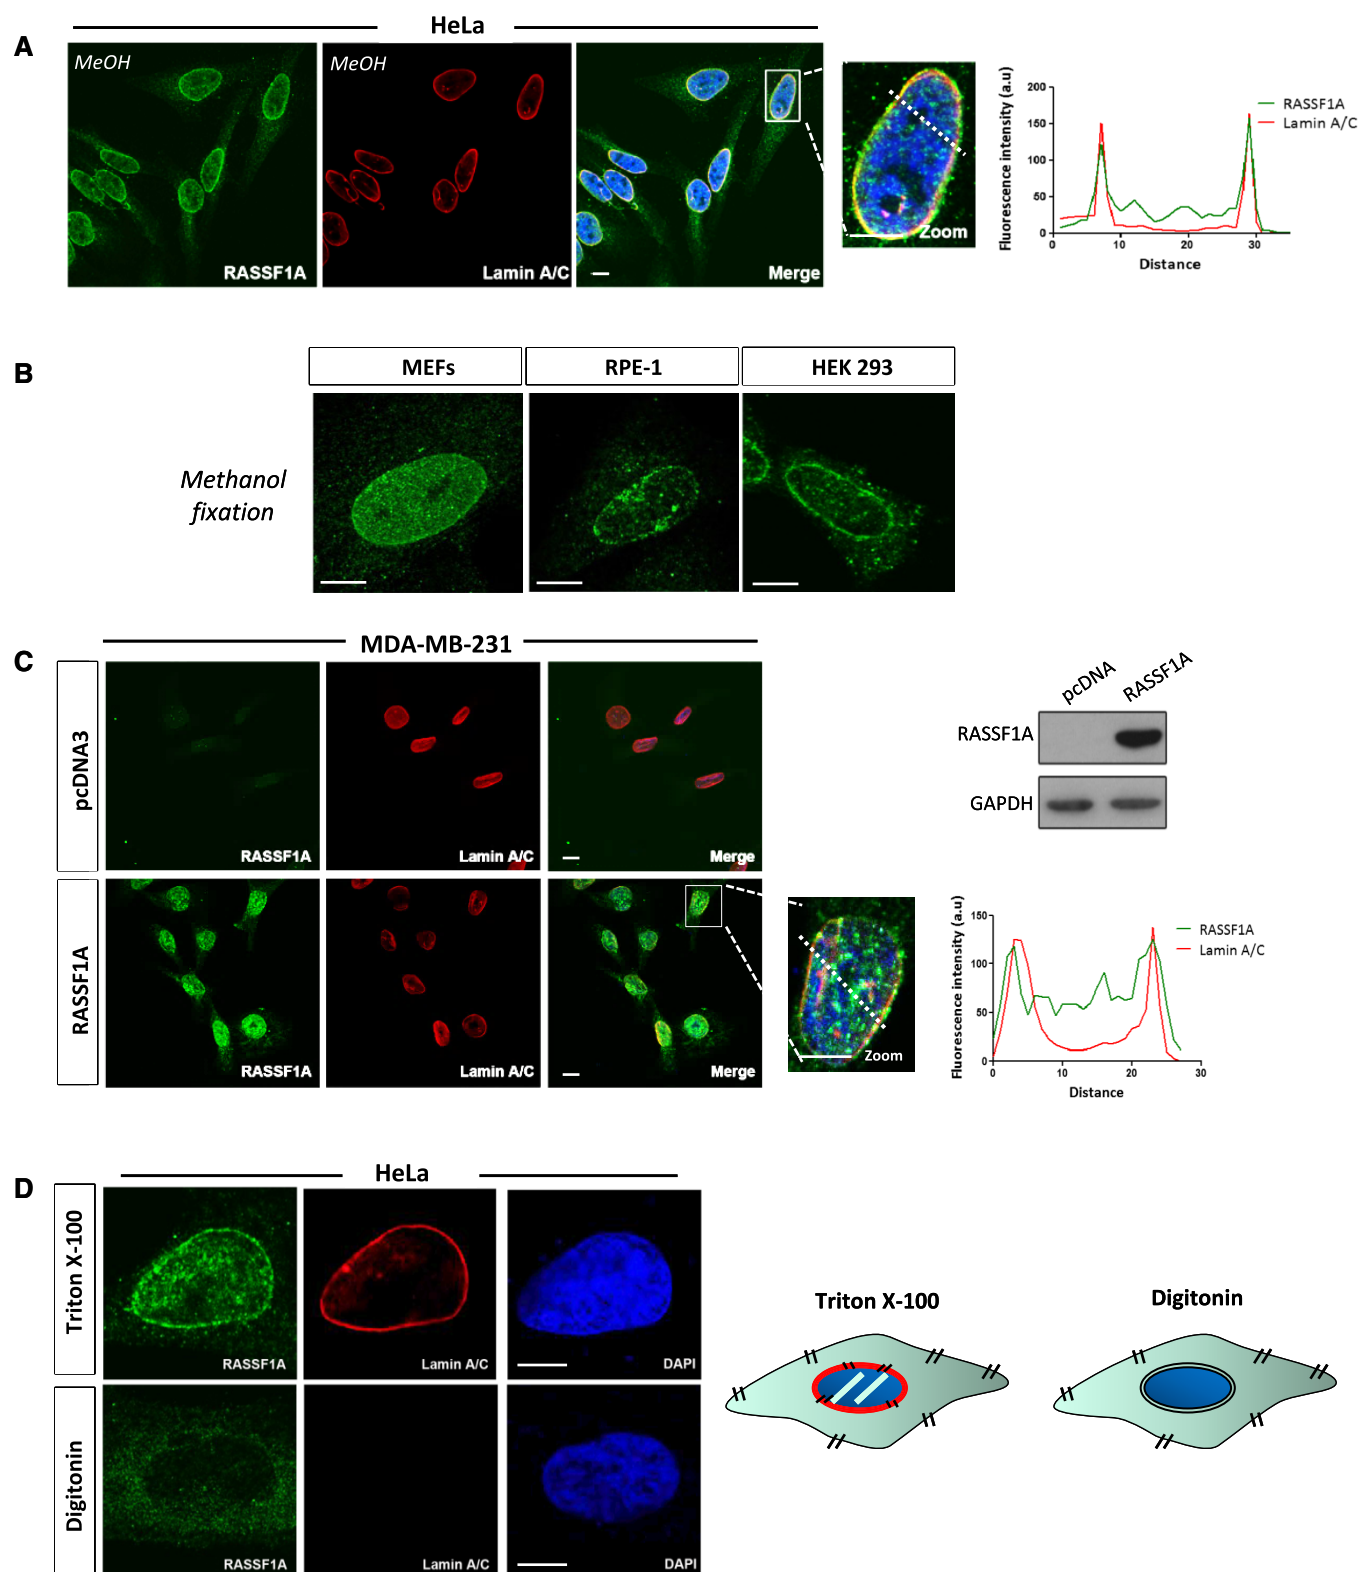 A
HeLa
MeOH
MeOH
RASSF1A
Lamin A/C
Merge
Zoom
Fluorescence intensity (a.u)
200
150
100
50
0
0 10 20 30
Distance
RASSF1A
Lamin A/C
B
MEFs
RPE-1
HEK 293
Methanol
fixation
C
MDA-MB-231
pcDNA3
RASSF1A
Lamin A/C
Merge
RASSF1A
RASSF1A
Lamin A/C
Merge
Zoom
pcDNA
RASSF1A
RASSF1A
GAPDH
Fluorescence intensity (a.u)
150
100
50
0
0 10 20 30
Distance
RASSF1A
Lamin A/C
D
HeLa
Triton X-100
RASSF1A
Lamin A/C
DAPI
Digitonin
RASSF1A
Lamin A/C
DAPI
Triton X-100
Digitonin